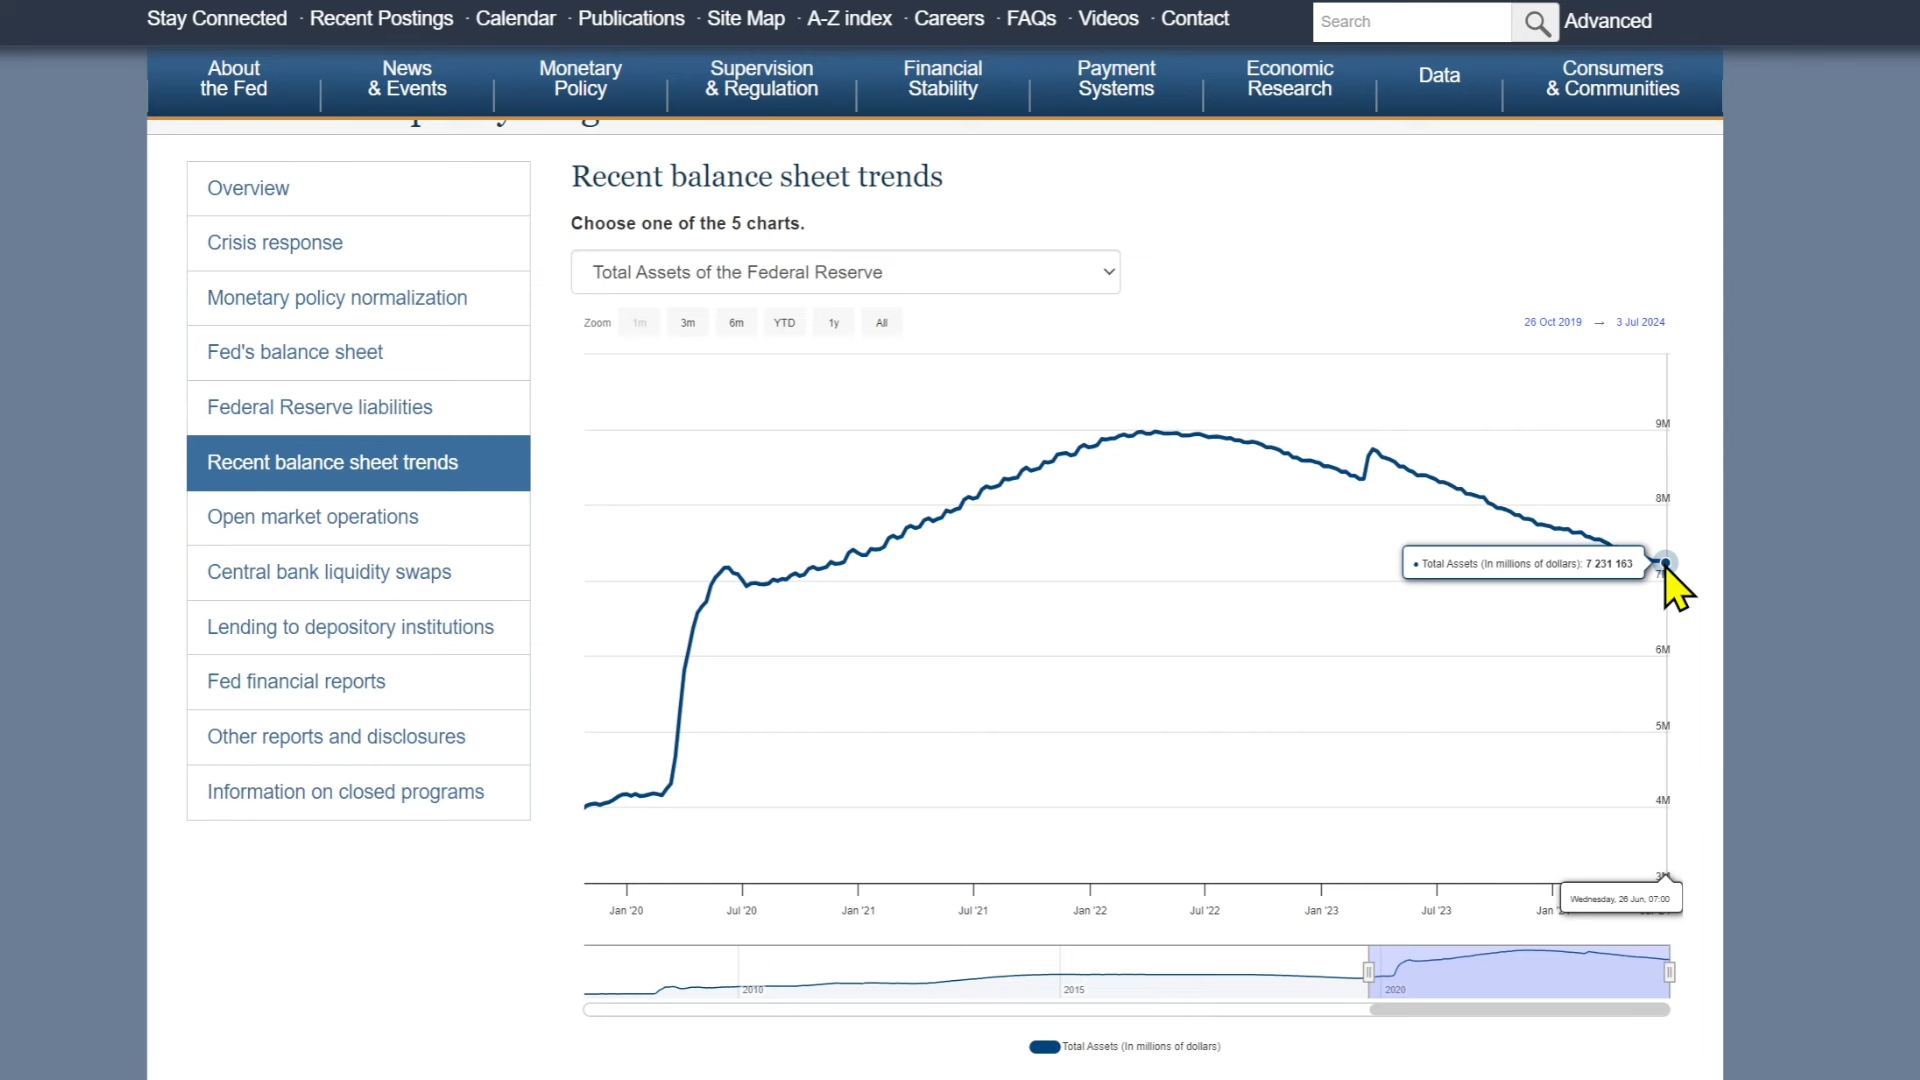 Stay Connected · Recent Postings · Calendar · Publications · Site Map · A-Z index · Careers · FAQs · Videos · Contact
Search
Advanced
About
the Fed
News
& Events
Monetary
Policy
Supervision
& Regulation
Financial
Stability
Payment
Systems
Economic
Research
Data
Consumers
& Communities
Overview
Crisis response
Monetary policy normalization
Fed's balance sheet
Federal Reserve liabilities
Recent balance sheet trends
Open market operations
Central bank liquidity swaps
Lending to depository institutions
Fed financial reports
Other reports and disclosures
Information on closed programs
Recent balance sheet trends
Choose one of the 5 charts.
Total Assets of the Federal Reserve
Zoom 1m 3m 6m YTD 1y All
26 Oct 2019 → 3 Jul 2024
9M
8M
• Total Assets (In millions of dollars): 7 231 163
6M
5M
4M
Jan '20 Jul '20 Jan '21 Jul '21 Jan '22 Jul '22 Jan '23 Jul '23 Jan
Wednesday, 26 Jun, 07:00
2010 2015 2020
Total Assets (In millions of dollars)